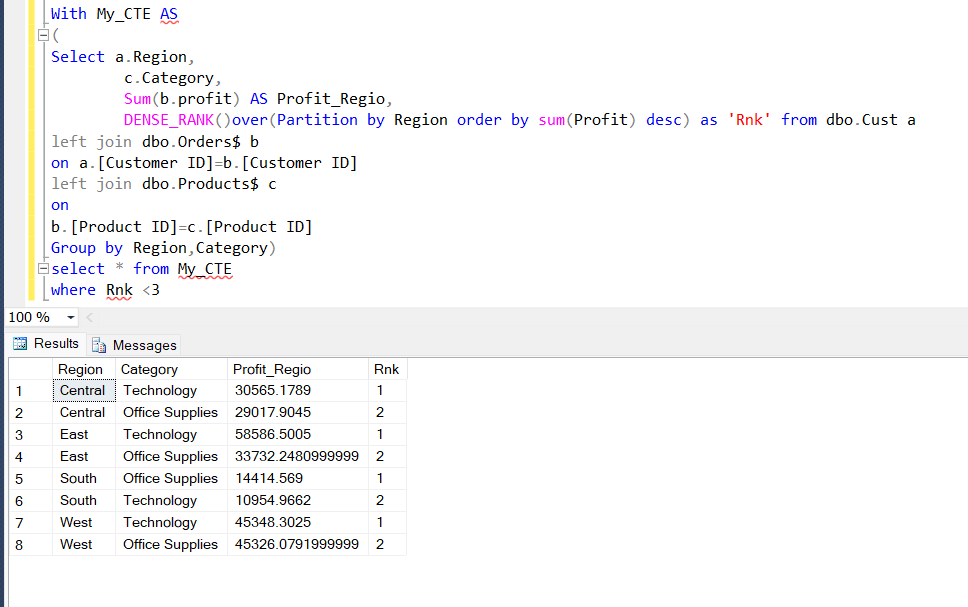 With My_CTE AS
(
Select a.Region,
c.Category,
Sum(b.profit) AS Profit_Regio,
DENSE_RANK()over(Partition by Region order by sum(Profit) desc) as 'Rnk' from dbo.Cust a
left join dbo.Orders$ b
on a.[Customer ID]=b.[Customer ID]
left join dbo.Products$ c
on
b.[Product ID]=c.[Product ID]
Group by Region,Category)
select * from My_CTE
where Rnk <3
100 %
Results Messages
Region Category Profit_Regio Rnk
1 Central Technology 30565.1789 1
2 Central Office Supplies 29017.9045 2
3 East Technology 58586.5005 1
4 East Office Supplies 33732.2480999999 2
5 South Office Supplies 14414.569 1
6 South Technology 10954.9662 2
7 West Technology 45348.3025 1
8 West Office Supplies 45326.0791999999 2